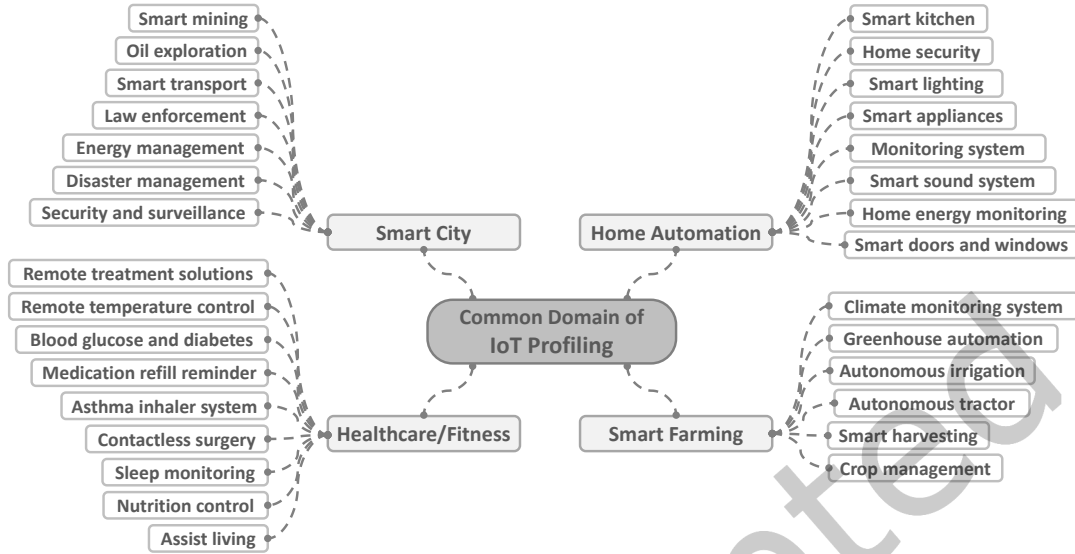 Smart mining
Oil exploration
Smart transport
Law enforcement
Energy management
Disaster management
Security and surveillance
Smart City
Smart kitchen
Home security
Smart lighting
Smart appliances
Monitoring system
Smart sound system
Home energy monitoring
Smart doors and windows
Home Automation
Common Domain of
IoT Profiling
Remote treatment solutions
Remote temperature control
Blood glucose and diabetes
Medication refill reminder
Asthma inhaler system
Contactless surgery
Sleep monitoring
Nutrition control
Assist living
Healthcare/Fitness
Climate monitoring system
Greenhouse automation
Autonomous irrigation
Autonomous tractor
Smart harvesting
Crop management
Smart Farming